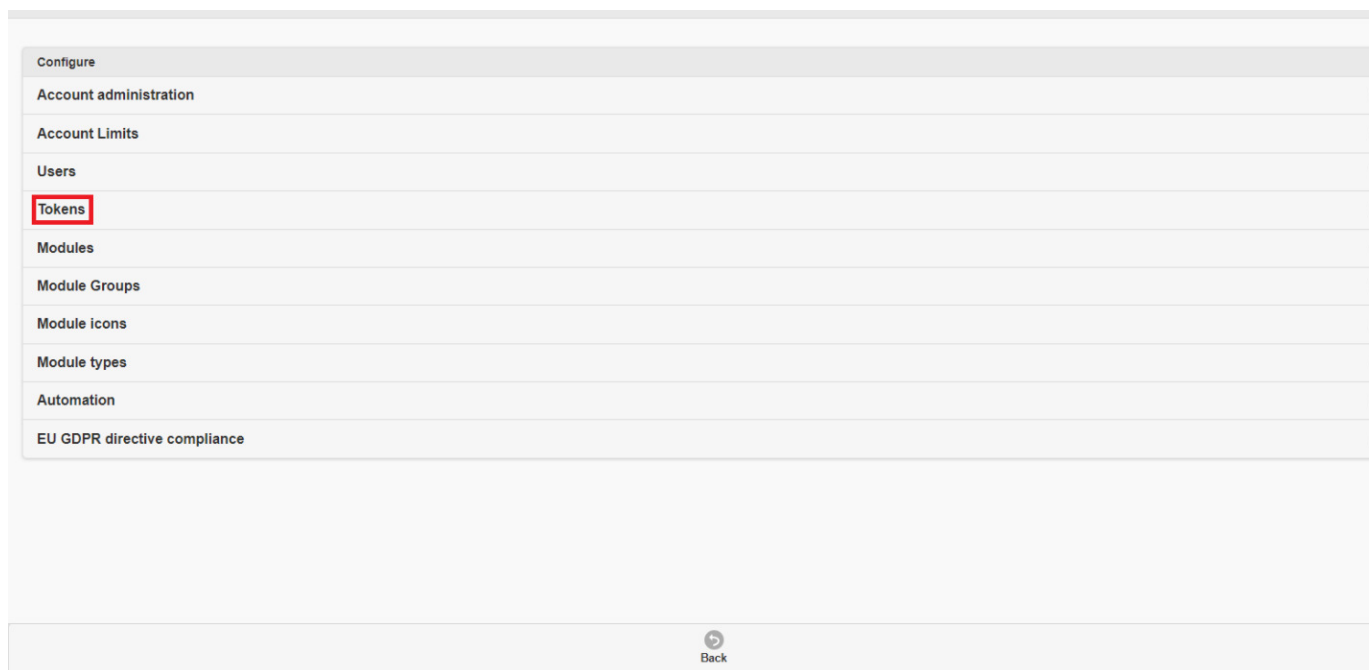 Configure
Account administration
Account Limits
Users
Tokens
Modules
Module Groups
Module icons
Module types
Automation
EU GDPR directive compliance
Back